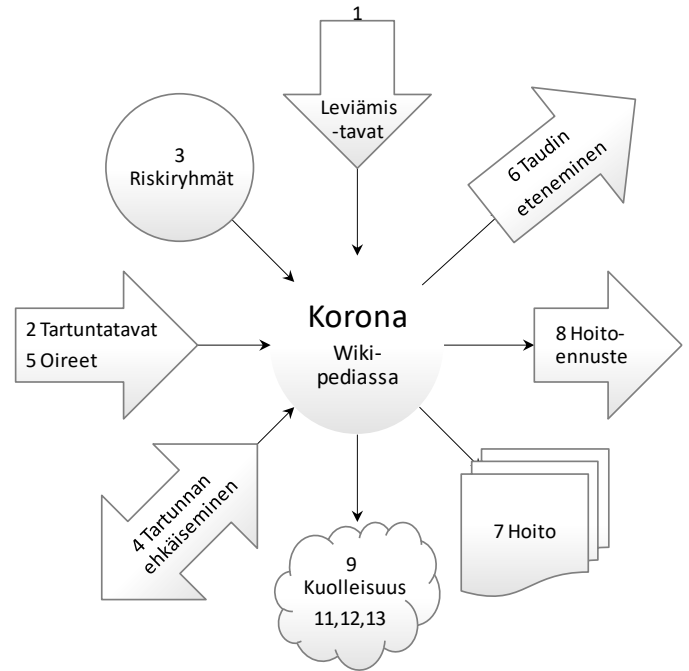 1
Leviämis
-tavat
3
Riskiryhmät
6 Taudin
eteneminen
2 Tartuntatavat
5 Oireet
Korona
Wiki-
pediassa
8 Hoito-
ennuste
4 Tartunnan
ehkäiseminen
7 Hoito
9
Kuolleisuus
11,12,13